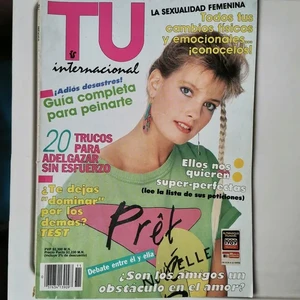 TU
internacional
LA SEXUALIDAD FEMENINA
Todos tus
cambios físicos
y emocionales...
¡conocelos!
¡Adiós desastres!
Guía completa
para peinarte
20 TRUCOS
PARA
ADELGAZAR
SIN ESFUERZO
Ellos nos
quieren
super-perfectas
(lee la lista de sus peticiones)
¿Te dejas
"dominar"
por los
demás?
TEST
Prêt
ELLE
Debate entre él y ella
¿Son los amigos un
obstáculo en el amor?